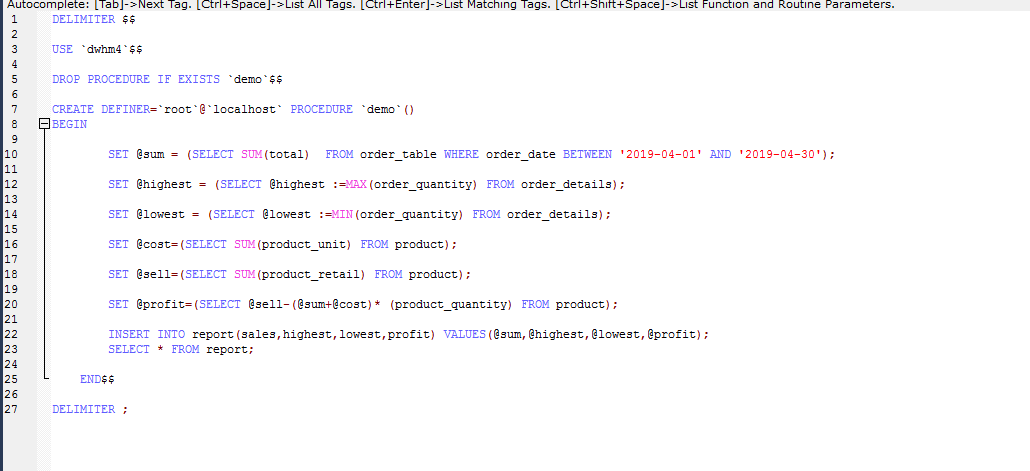 Autocomplete: [Tab]->Next Tag. [Ctrl+Space]->List All Tags. [Ctrl+Enter]->List Matching Tags. [Ctrl+Shift+Space]->List Function and Routine Parameters.
1 DELIMITER $$
2
3 USE `dwhm4`$$
4
5 DROP PROCEDURE IF EXISTS `demo`$$
6
7 CREATE DEFINER=`root`@`localhost` PROCEDURE `demo`()
8 BEGIN
9
10 SET @sum = (SELECT SUM(total)  FROM order_table WHERE order_date BETWEEN '2019-04-01' AND '2019-04-30');
11
12 SET @highest = (SELECT @highest :=MAX(order_quantity) FROM order_details);
13
14 SET @lowest = (SELECT @lowest :=MIN(order_quantity) FROM order_details);
15
16 SET @cost=(SELECT SUM(product_unit) FROM product);
17
18 SET @sell=(SELECT SUM(product_retail) FROM product);
19
20 SET @profit=(SELECT @sell-(@sum+@cost)* (product_quantity) FROM product);
21
22 INSERT INTO report(sales,highest,lowest,profit) VALUES(@sum,@highest,@lowest,@profit);
23 SELECT * FROM report;
24
25 END$$
26
27 DELIMITER ;